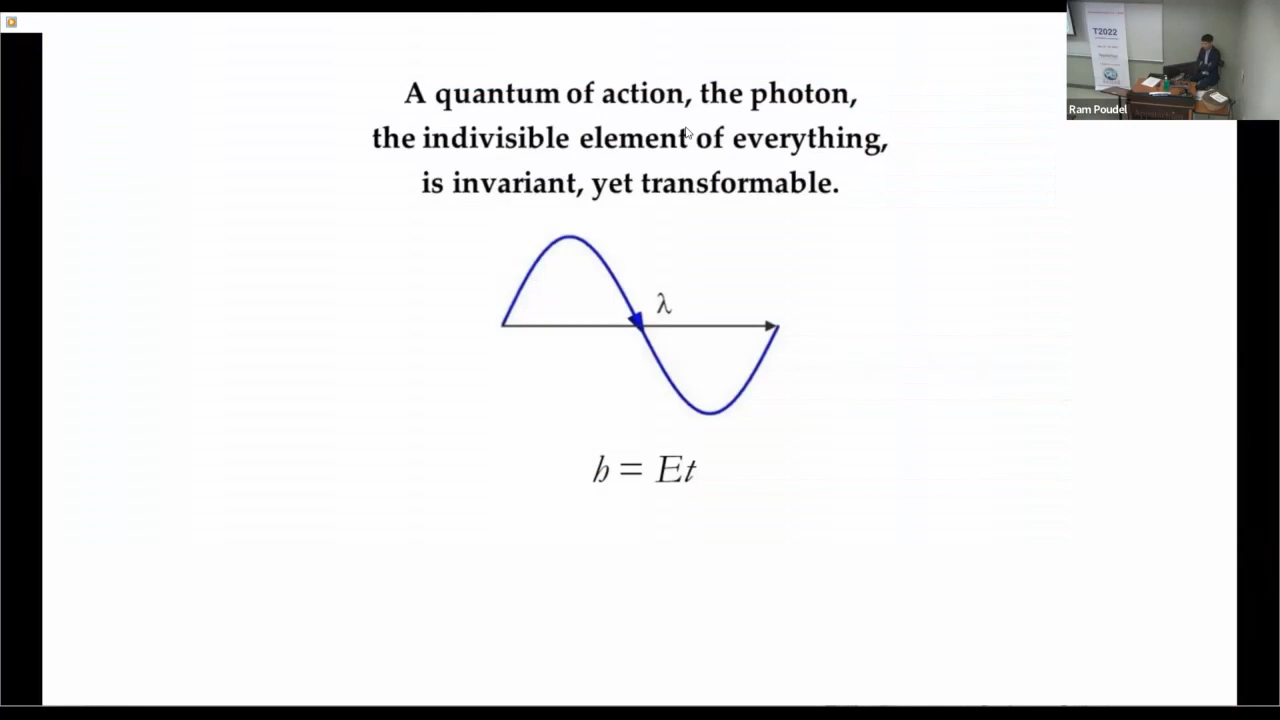 A quantum of action, the photon,
the indivisible element of everything,
is invariant, yet transformable.
λ
h = Et
T2022
Ram Poudel